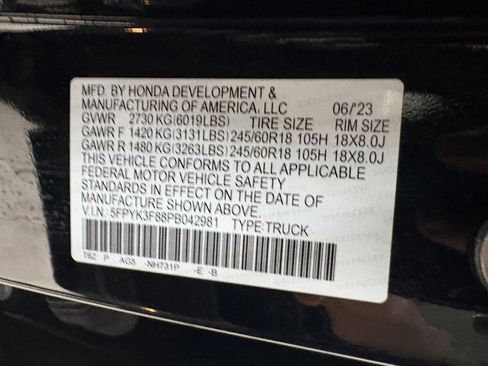 MFD. BY HONDA DEVELOPMENT &
MANUFACTURING OF AMERICA, LLC 06/'23
GVWR 2730 KG(6019LBS) TIRE SIZE RIM SIZE
GAWR F 1420 KG(3131LBS) 245/60R18 105H 18X8.0J
GAWR R 1480 KG(3263LBS) 245/60R18 105H 18X8.0J
THIS VEHICLE CONFORMS TO ALL APPLICABLE
FEDERAL MOTOR VEHICLE SAFETY
STANDARDS IN EFFECT ON THE DATE OF
MANUFACTURE SHOWN ABOVE.
V.I.N.: 5FPYK3F88PB042981 TYPE:TRUCK
T6Z P AG5 -NH731P -E -B